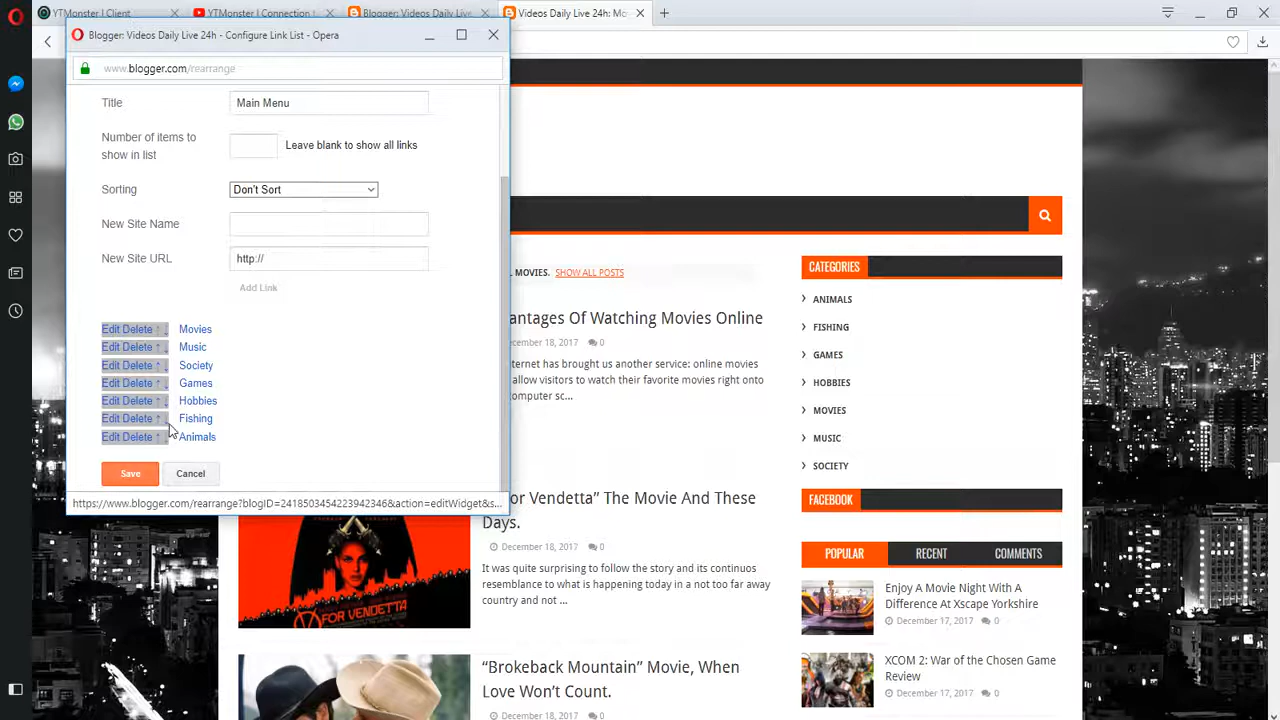 YTMonster | Client
YTMonster | Connection t
Blogger: Videos Daily Live
Videos Daily Live 24h: Mo
Blogger: Videos Daily Live 24h - Configure Link List - Opera
www.blogger.com/rearrange
Title
Main Menu
Number of items to
show in list
Leave blank to show all links
Sorting
Don't Sort
New Site Name
New Site URL
http://
Add Link
Edit Delete ↑ ↓ Movies
Edit Delete ↑ ↓ Music
Edit Delete ↑ ↓ Society
Edit Delete ↑ ↓ Games
Edit Delete ↑ ↓ Hobbies
Edit Delete ↑ ↓ Fishing
Edit Delete ↑ ↓ Animals
Save
Cancel
https://www.blogger.com/rearrange?blogID=2418503454223942346&action=editWidget&s...
MOVIES. SHOW ALL POSTS
antages Of Watching Movies Online
cember 18, 2017 0
ternet has brought us another service: online movies
allow visitors to watch their favorite movies right onto
computer sc...
or Vendetta” The Movie And These
Days.
December 18, 2017 0
It was quite surprising to follow the story and its continuos
resemblance to what is happening today in a not too far away
country and not ...
FOR VENDETTA
“Brokeback Mountain” Movie, When
Love Won’t Count.
December 18, 2017 0
CATEGORIES
ANIMALS
FISHING
GAMES
HOBBIES
MOVIES
MUSIC
SOCIETY
FACEBOOK
POPULAR
RECENT
COMMENTS
Enjoy A Movie Night With A
Difference At Xscape Yorkshire
December 17, 2017 0
XCOM 2: War of the Chosen Game
Review
December 17, 2017 0